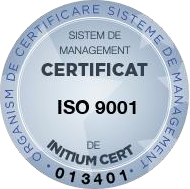 ORGANISM DE CERTIFICARE SISTEME DE MANAGEMENT
SISTEM DE
MANAGEMENT
CERTIFICAT
ISO 9001
DE
INITIUM CERT
013401